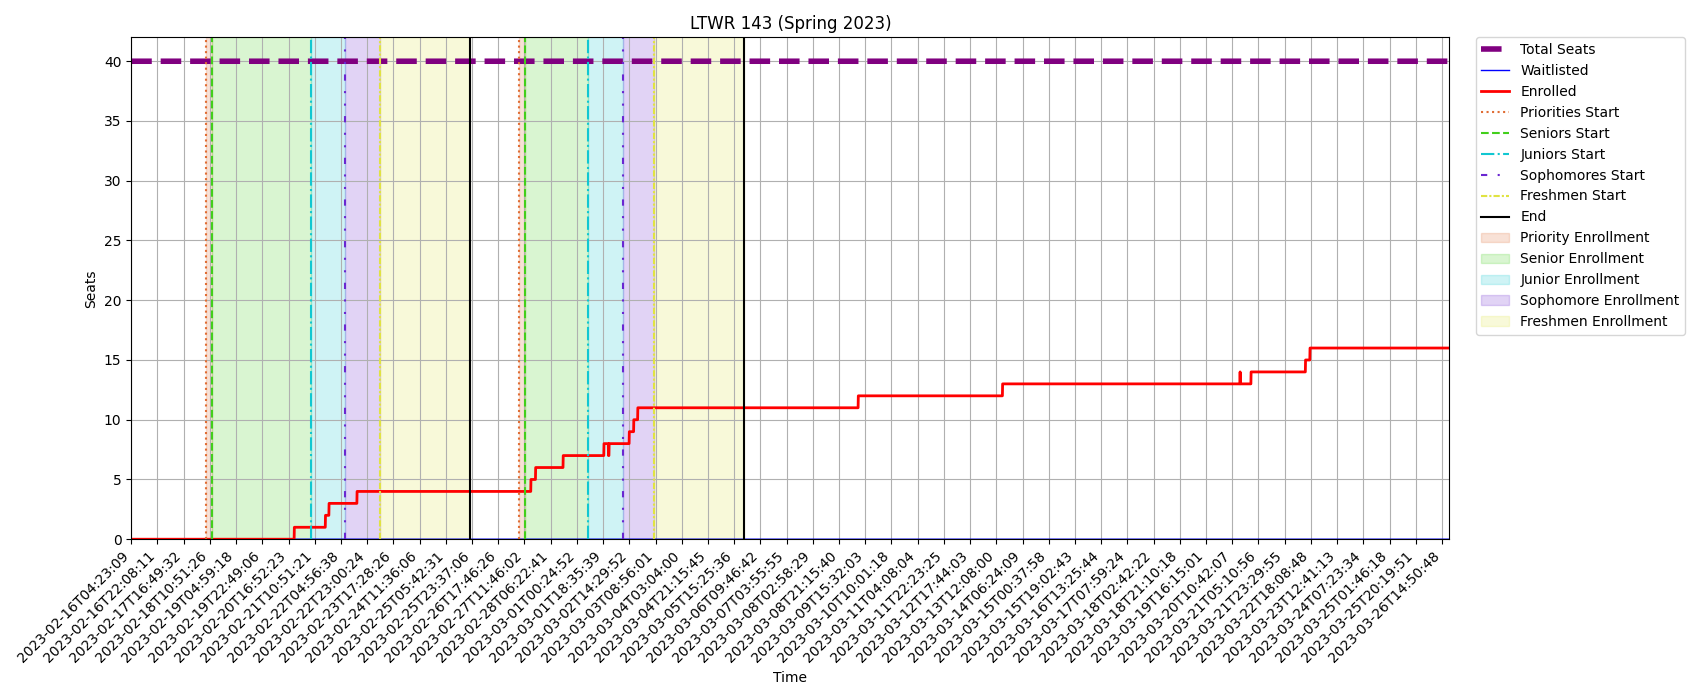 LTWR 143 (Spring 2023)
Seats
40
35
30
25
20
15
10
5
0
2023-02-16T04:23:09
2023-02-16T22:08:11
2023-02-17T16:49:32
2023-02-18T10:51:26
2023-02-19T04:59:18
2023-02-19T22:49:06
2023-02-20T16:52:23
2023-02-21T10:51:21
2023-02-22T04:56:38
2023-02-22T23:00:24
2023-02-23T17:28:26
2023-02-24T11:36:06
2023-02-25T05:42:31
2023-02-25T23:37:06
2023-02-26T17:46:26
2023-02-27T11:46:02
2023-02-28T06:22:41
2023-03-01T00:24:52
2023-03-01T18:35:39
2023-03-02T14:29:52
2023-03-03T08:56:01
2023-03-04T03:04:00
2023-03-04T21:15:45
2023-03-05T15:25:36
2023-03-06T09:46:42
2023-03-07T03:55:55
2023-03-08T02:58:29
2023-03-08T21:15:40
2023-03-09T15:32:03
2023-03-10T10:01:18
2023-03-11T04:08:04
2023-03-11T22:23:25
2023-03-12T17:44:03
2023-03-13T12:08:00
2023-03-14T06:24:09
2023-03-15T00:37:58
2023-03-15T19:02:43
2023-03-16T13:25:44
2023-03-17T07:59:24
2023-03-18T02:42:22
2023-03-18T21:10:18
2023-03-19T16:15:01
2023-03-20T10:42:07
2023-03-21T05:10:56
2023-03-21T23:29:55
2023-03-22T18:08:48
2023-03-23T12:41:13
2023-03-24T07:23:34
2023-03-25T01:46:18
2023-03-25T20:19:51
2023-03-26T14:50:48
Time
Total Seats
Waitlisted
Enrolled
Priorities Start
Seniors Start
Juniors Start
Sophomores Start
Freshmen Start
End
Priority Enrollment
Senior Enrollment
Junior Enrollment
Sophomore Enrollment
Freshmen Enrollment